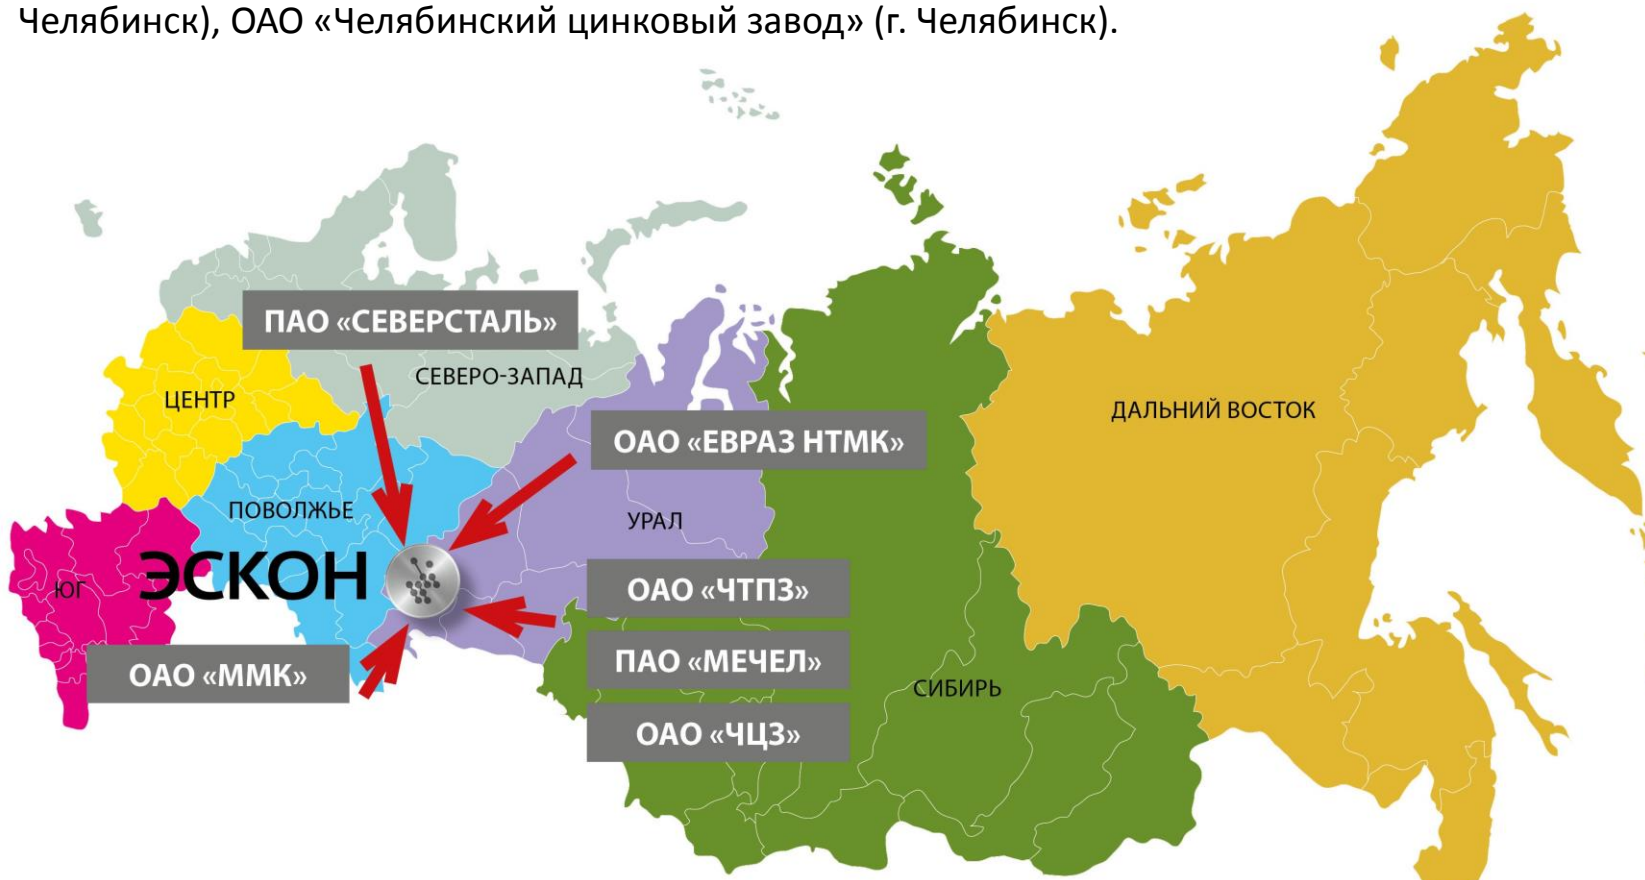 Челябинск), ОАО «Челябинский цинковый завод» (г. Челябинск).
ПАО «СЕВЕРСТАЛЬ»
СЕВЕРО-ЗАПАД
ЦЕНТР
ДАЛЬНИЙ ВОСТОК
ОАО «ЕВРАЗ НТМК»
ПОВОЛЖЬЕ
УРАЛ
ЭСКОН
ЮГ
ОАО «ЧТПЗ»
ПАО «МЕЧЕЛ»
ОАО «ММК»
СИБИРЬ
ОАО «ЧЦЗ»